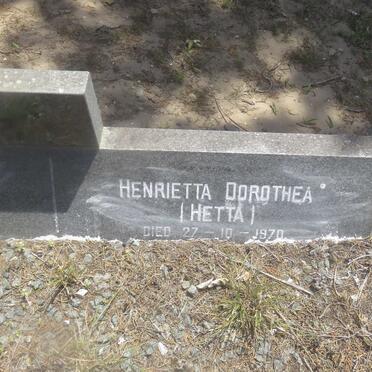 HENRIETTA DOROTHEA
(HETTA)
DIED 27-10-1970